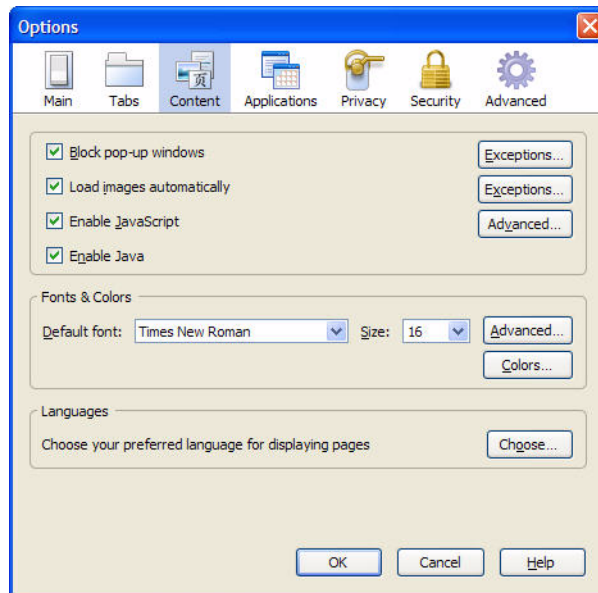 Options
Main Tabs Content Applications Privacy Security Advanced
页
Block pop-up windows Exceptions...
Load images automatically Exceptions...
Enable JavaScript Advanced...
Enable Java
Fonts & Colors
Default font: Times New Roman Size: 16 Advanced...
Colors...
Languages
Choose your preferred language for displaying pages Choose...
OK Cancel Help